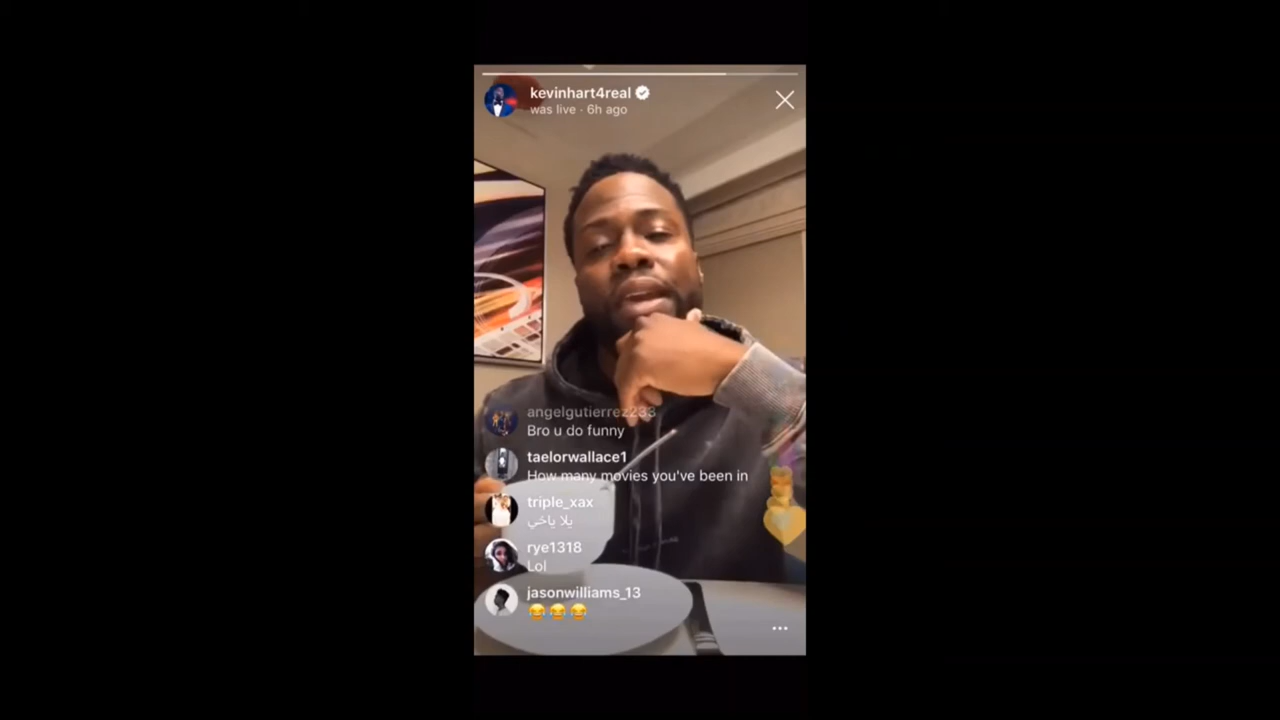 kevinhart4real
was live · 6h ago
angelgutierrez233
Bro u do funny
taelorwallace1
How many movies you've been in
triple_xax
يلا ياخي
rye1318
Lol
jasonwilliams_13
😂😂😂